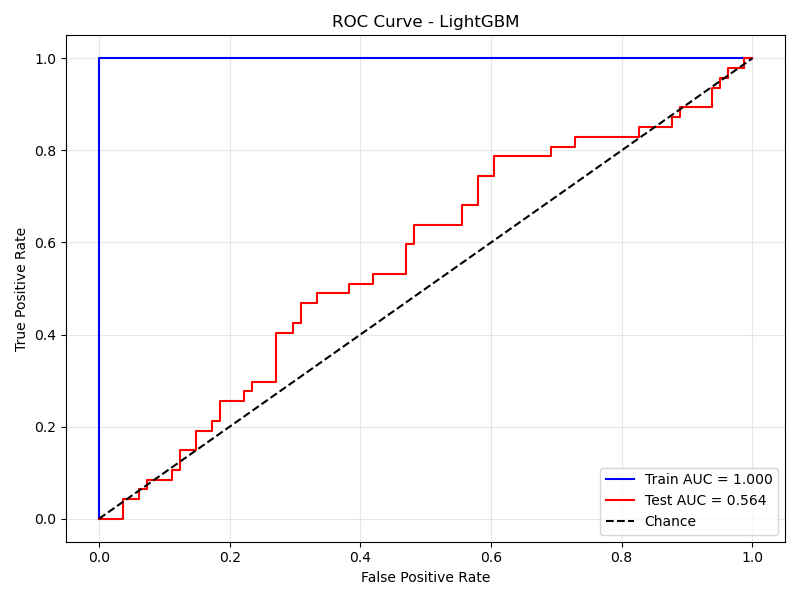 ROC Curve - LightGBM
True Positive Rate
1.0
0.8
0.6
0.4
0.2
0.0
0.0 0.2 0.4 0.6 0.8 1.0
False Positive Rate
Train AUC = 1.000
Test AUC = 0.564
Chance